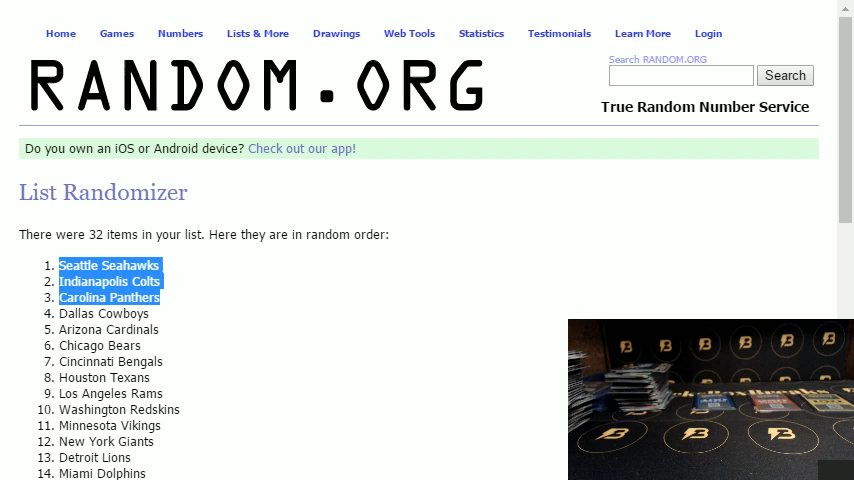 Home Games Numbers Lists & More Drawings Web Tools Statistics Testimonials Learn More Login
Search RANDOM.ORG
RANDOM.ORG
Search
True Random Number Service
Do you own an iOS or Android device? Check out our app!
List Randomizer
There were 32 items in your list. Here they are in random order:
1. Seattle Seahawks
2. Indianapolis Colts
3. Carolina Panthers
4. Dallas Cowboys
5. Arizona Cardinals
6. Chicago Bears
7. Cincinnati Bengals
8. Houston Texans
9. Los Angeles Rams
10. Washington Redskins
11. Minnesota Vikings
12. New York Giants
13. Detroit Lions
14. Miami Dolphins